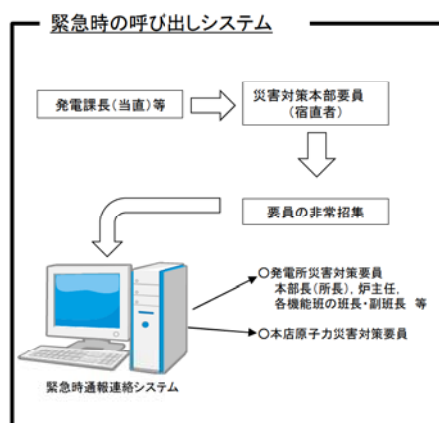 緊急時の呼び出しシステム
発電課長(当直)等
災害対策本部要員
(宿直者)
要員の非常招集
○発電所災害対策要員
本部長(所長),炉主任,
各機能班の班長・副班長 等
○本店原子力災害対策要員
緊急時通報連絡システム